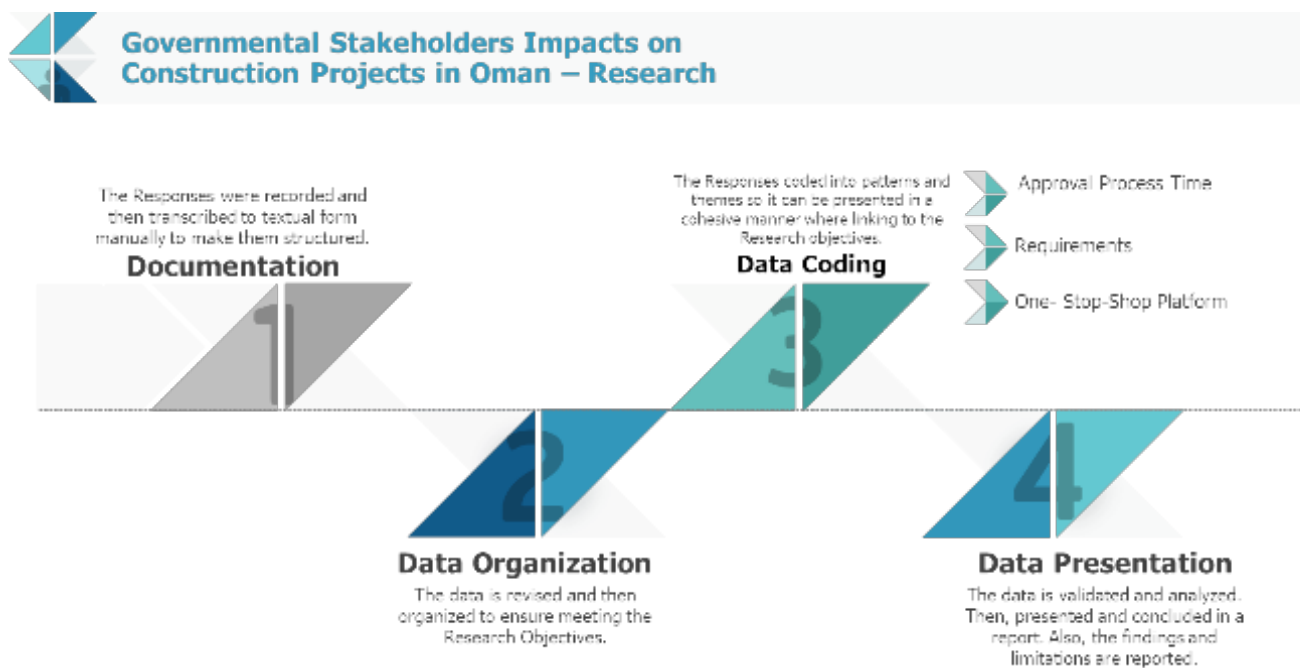 Governmental Stakeholders Impacts on
Construction Projects in Oman – Research
The Responses were recorded and
then transcribed to textual form
manually to make them structured.
Documentation
1
2
Data Organization
The data is revised and then
organized to ensure meeting the
Research Objectives.
The Responses coded into patterns and
themes so it can be presented in a
cohesive manner where linking to the
Research objectives.
Data Coding
3
Approval Process Time
Requirements
One- Stop-Shop Platform
4
Data Presentation
The data is validated and analyzed.
Then, presented and concluded in a
report. Also, the findings and
limitations are reported.